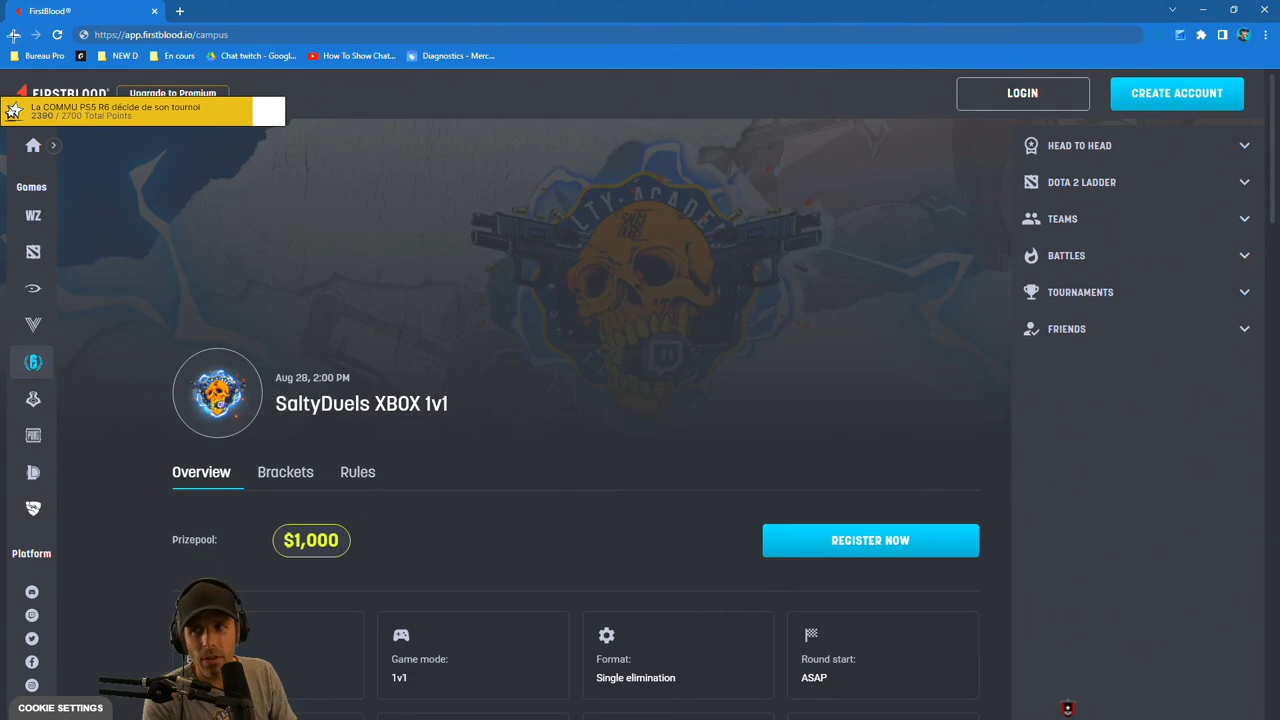 FirstBlood®
https://app.firstblood.io/campus
Bureau Pro
NEW D
En cours
Chat twitch - Googl...
How To Show Chat...
Diagnostics - Merc...
FIRSTBLOOD
Upgrade to Premium
LOGIN
CREATE ACCOUNT
La COMMU PS5 R6 décide de son tournoi
2390 / 2700 Total Points
Games
WZ
PUBG
Platform
HEAD TO HEAD
DOTA 2 LADDER
TEAMS
BATTLES
TOURNAMENTS
FRIENDS
SALTY ACADE
Aug 28, 2:00 PM
SaltyDuels XBOX 1v1
Overview
Brackets
Rules
Prizepool:
$1,000
REGISTER NOW
Game mode:
1v1
Format:
Single elimination
Round start:
ASAP
COOKIE SETTINGS